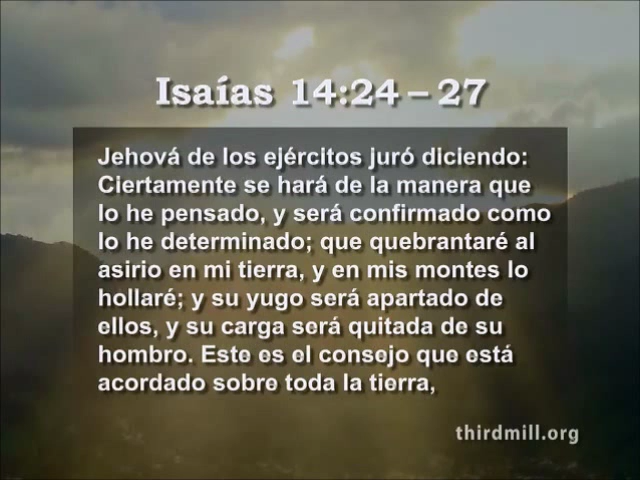 Isaías 14:24 – 27
Jehová de los ejércitos juró diciendo:
Ciertamente se hará de la manera que
lo he pensado, y será confirmado como
lo he determinado; que quebrantaré al
asirio en mi tierra, y en mis montes lo
hollaré; y su yugo será apartado de
ellos, y su carga será quitada de su
hombro. Este es el consejo que está
acordado sobre toda la tierra,
thirdmill.org